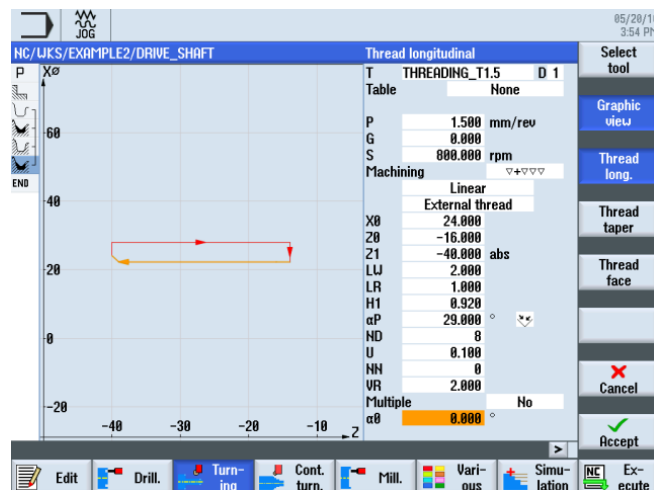 JOG
05/20/1
3:54 PM
NC/WKS/EXAMPLE2/DRIVE_SHAFT
Thread longitudinal
Select tool
P
XØ
T THREADING_T1.5 D 1
Table None
P 1.500 mm/rev
G 0.000
S 800.000 rpm
Machining ▽+▽▽▽
Linear
External thread
X0 24.000
Z0 -16.000
Z1 -40.000 abs
LW 2.000
LR 1.000
H1 0.920
αP 29.000 °
ND 8
U 0.100
NN 0
VR 2.000
Multiple No
α0 0.000 °
END
60
40
20
0
-20
-40
-30
-20
-10
Z
Graphic view
Thread long.
Thread taper
Thread face
Cancel
Accept
>
Edit
Drill.
Turn-
ing
Cont.
turn.
Mill.
Vari-
ous
Simu-
lation
NC
Ex-
ecute